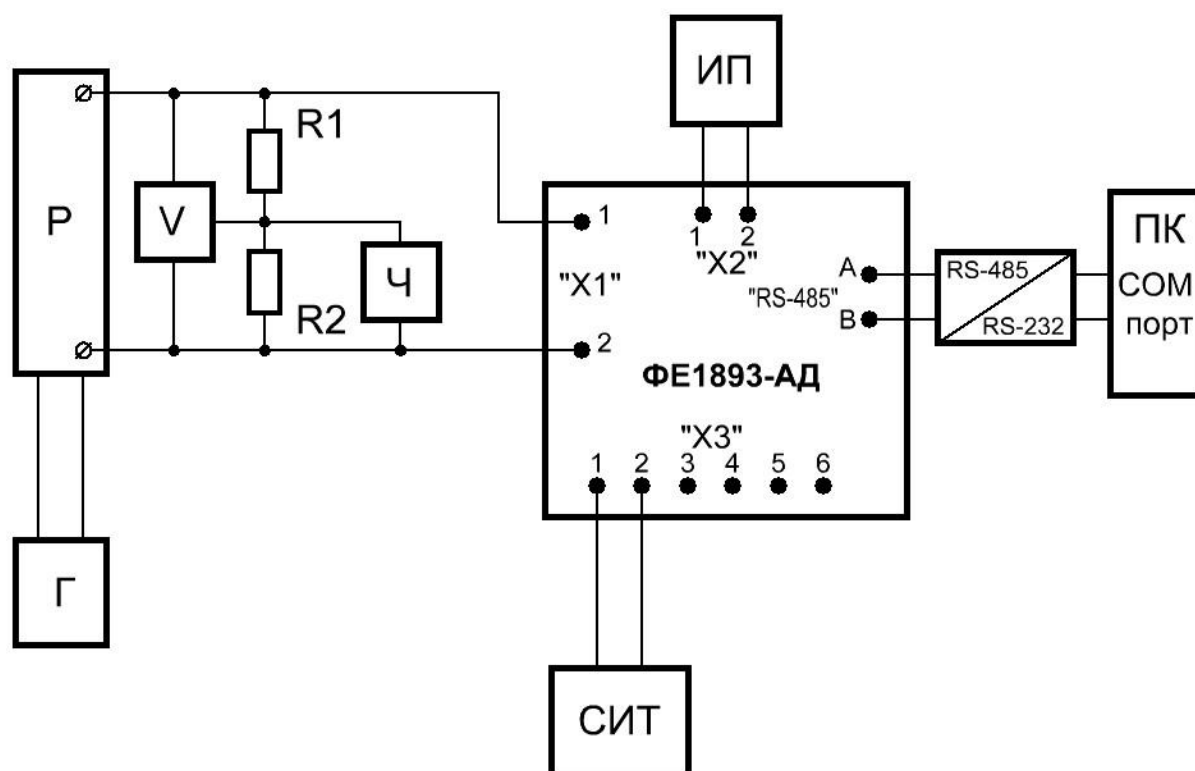 ИП
Р
R1
V
R2
Ч
Г
1
"X1"
2
1 2
"X2"
A
"RS-485"
B
ФЕ1893-АД
"X3"
1 2 3 4 5 6
RS-485
RS-232
ПК
COM
порт
СИТ